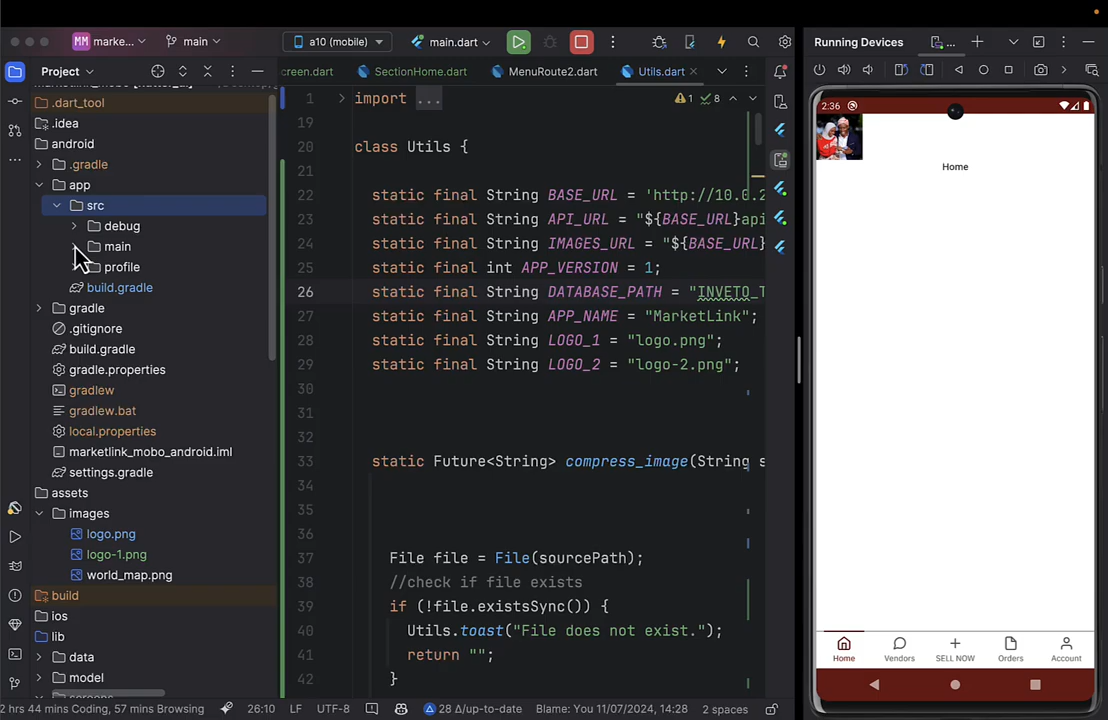 MM marke...
main
a10 (mobile)
main.dart
Running Devices
...
Project
creen.dart
SectionHome.dart
MenuRoute2.dart
Utils.dart
.dart_tool
.idea
android
.gradle
app
src
debug
main
profile
build.gradle
gradle
.gitignore
build.gradle
gradle.properties
gradlew
gradlew.bat
local.properties
marketlink_mobo_android.iml
settings.gradle
assets
images
logo.png
logo-1.png
world_map.png
build
ios
lib
data
model
1 import ...
1 8
19
20 class Utils {
21
22 static final String BASE_URL = 'http://10.0.2
23 static final String API_URL = "${BASE_URL}api
24 static final String IMAGES_URL = "${BASE_URL}
25 static final int APP_VERSION = 1;
26 static final String DATABASE_PATH = "INVETO_T
27 static final String APP_NAME = "MarketLink";
28 static final String LOGO_1 = "logo.png";
29 static final String LOGO_2 = "logo-2.png";
30
31
32
33 static Future<String> compress_image(String s
34
35
36
37 File file = File(sourcePath);
38 //check if file exists
39 if (!file.existsSync()) {
40 Utils.toast("File does not exist.");
41 return "";
42 }
2:36
Home
Home
Vendors
SELL NOW
Orders
Account
2 hrs 44 mins Coding, 57 mins Browsing
26:10
LF
UTF-8
28 Δ/up-to-date
Blame: You 11/07/2024, 14:28
2 spaces